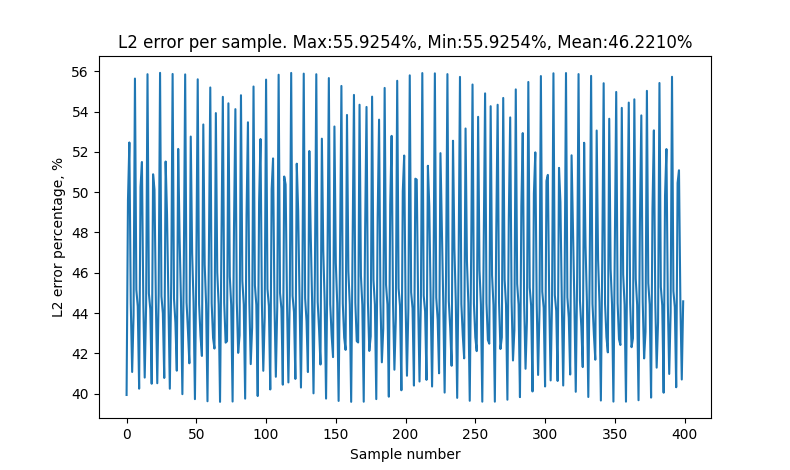 L2 error per sample. Max:55.9254%, Min:55.9254%, Mean:46.2210%
56
54
52
50
48
46
44
42
40
L2 error percentage, %
0 50 100 150 200 250 300 350 400
Sample number